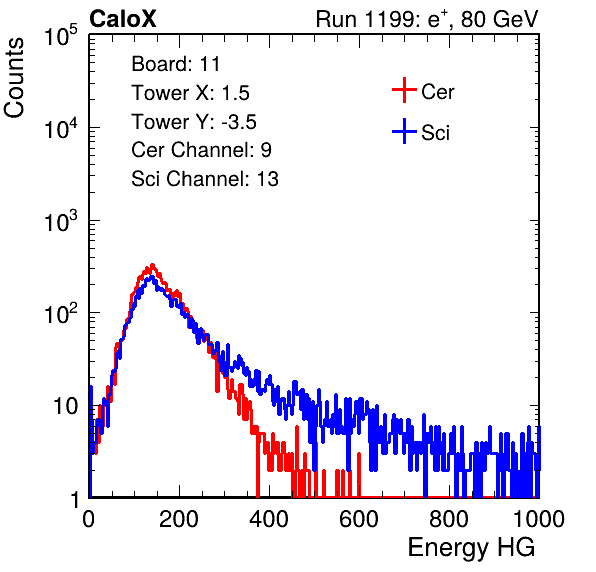 CaloX Run 1199: e⁺, 80 GeV
Counts
Board: 11
Tower X: 1.5
Tower Y: -3.5
Cer Channel: 9
Sci Channel: 13
Cer
Sci
10⁵
10⁴
10³
10²
10
1
0 200 400 600 800 1000
Energy HG